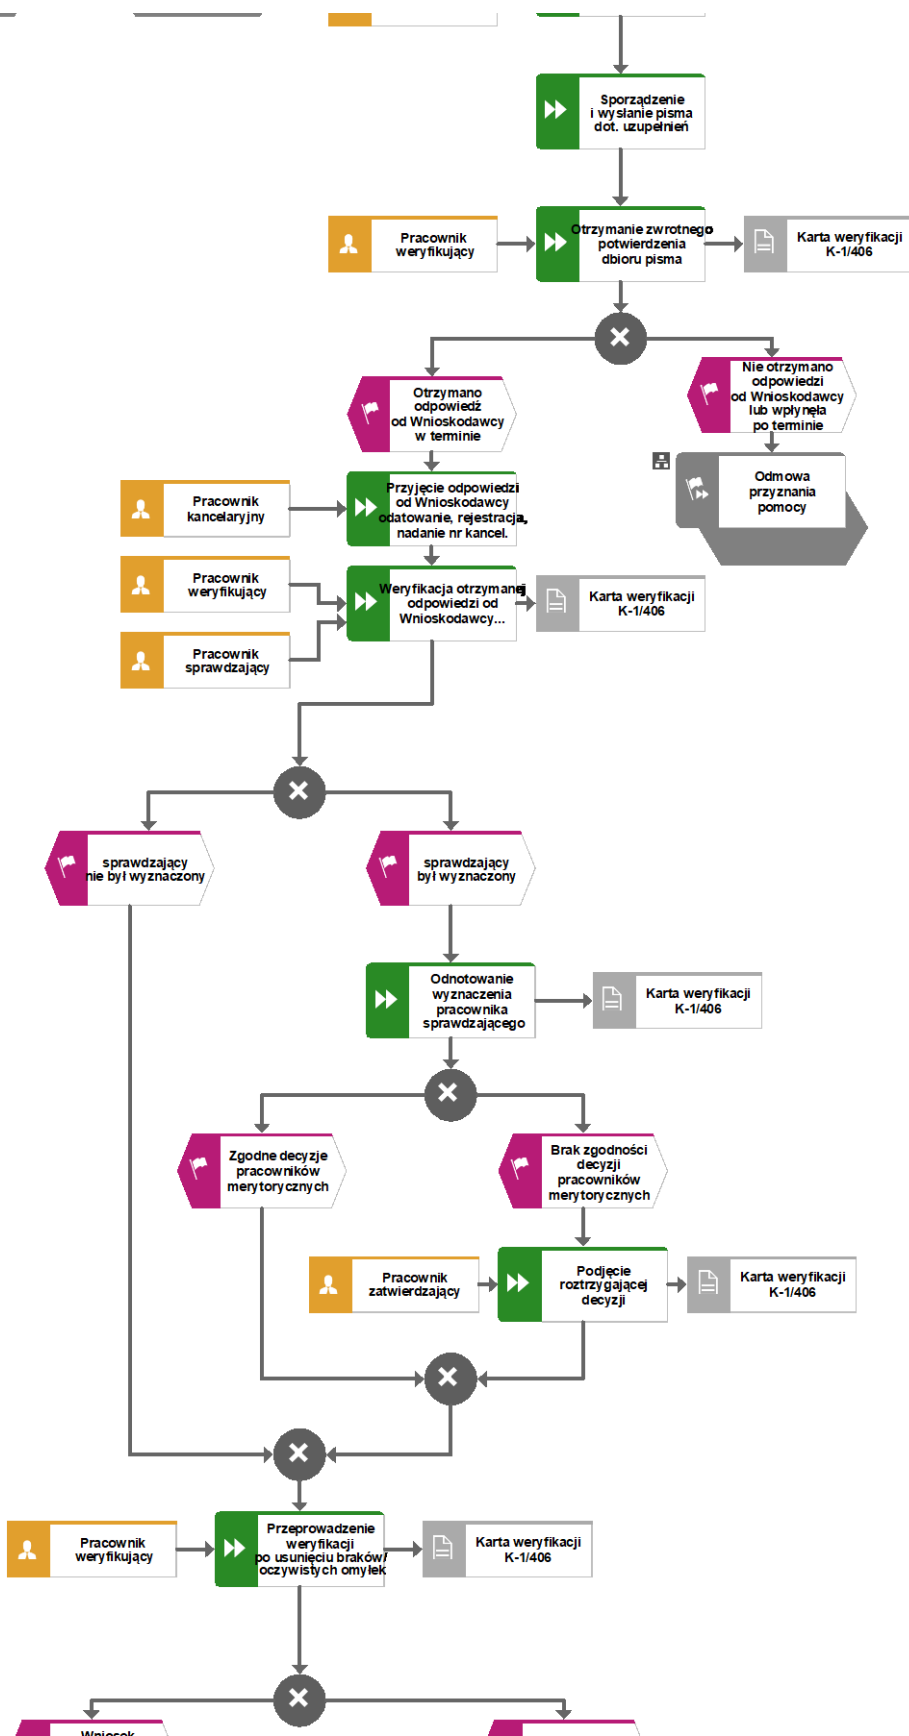 Sporządzenie
i wysłanie pisma
dot. uzupełnień
Pracownik
weryfikujący
Otrzymanie zwrotnego
potwierdzenia
dbioru pisma
Karta weryfikacji
K-1/406
Otrzymano
odpowiedź
od Wnioskodawcy
w terminie
Nie otrzymano
odpowiedzi
od Wnioskodawcy
lub wpłynęła
po terminie
Odmowa
przyznania
pomocy
Pracownik
kancelaryjny
Przyjęcie odpowiedzi
od Wnioskodawcy
odatowanie, rejestracja,
nadanie nr kancel.
Pracownik
weryfikujący
Weryfikacja otrzymanej
odpowiedzi od
Wnioskodawcy...
Karta weryfikacji
K-1/406
Pracownik
sprawdzający
sprawdzający
nie był wyznaczony
sprawdzający
był wyznaczony
Odnotowanie
wyznaczenia
pracownika
sprawdzającego
Karta weryfikacji
K-1/406
Zgodne decyzje
pracowników
merytorycznych
Brak zgodności
decyzji
pracowników
merytorycznych
Pracownik
zatwierdzający
Podjęcie
roztrzygającej
decyzji
Karta weryfikacji
K-1/406
Pracownik
weryfikujący
Przeprowadzenie
weryfikacji
po usunięciu braków/
oczywistych omyłek
Karta weryfikacji
K-1/406
Wniosek